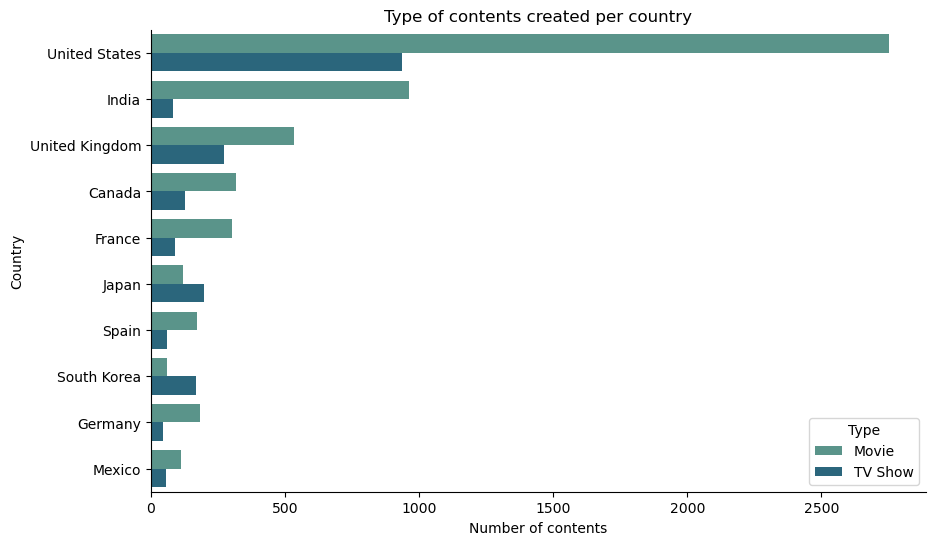 Type of contents created per country
Country
United States
India
United Kingdom
Canada
France
Japan
Spain
South Korea
Germany
Mexico
Type
Movie
TV Show
0 500 1000 1500 2000 2500
Number of contents